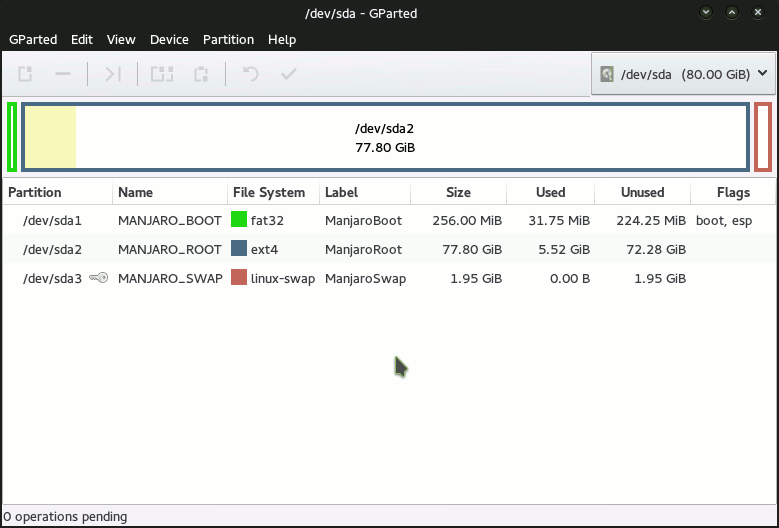 /dev/sda - GParted
GParted Edit View Device Partition Help
/dev/sda (80.00 GiB)
/dev/sda2
77.80 GiB
Partition Name File System Label Size Used Unused Flags
/dev/sda1 MANJARO_BOOT fat32 ManjaroBoot 256.00 MiB 31.75 MiB 224.25 MiB boot, esp
/dev/sda2 MANJARO_ROOT ext4 ManjaroRoot 77.80 GiB 5.52 GiB 72.28 GiB
/dev/sda3 MANJARO_SWAP linux-swap ManjaroSwap 1.95 GiB 0.00 B 1.95 GiB
0 operations pending